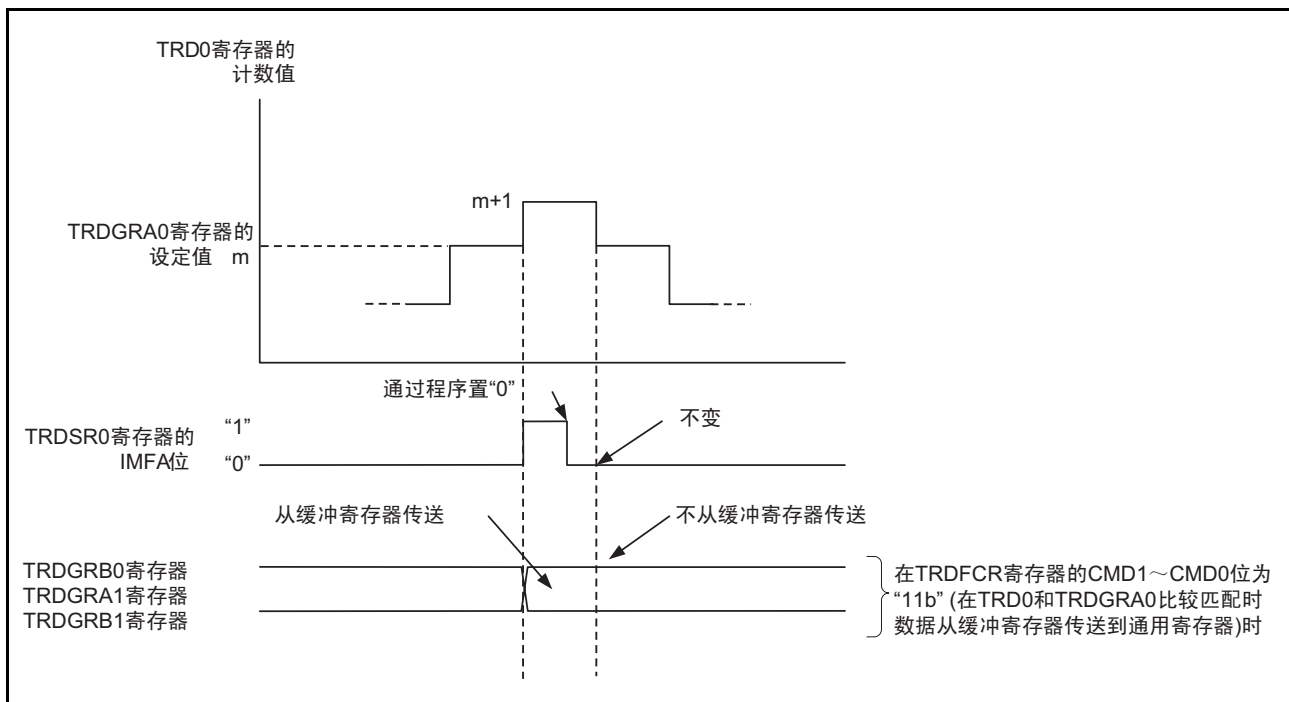 TRD0寄存器的
计数值
m+1
TRDGRA0寄存器的
设定值 m
通过程序置“0”
不变
TRDSR0寄存器的
IMFA位
“1”
“0”
从缓冲寄存器传送
不从缓冲寄存器传送
TRDGRB0寄存器
TRDGRA1寄存器
TRDGRB1寄存器
在TRDFCR寄存器的CMD1～CMD0位为
“11b” (在TRD0和TRDGRA0比较匹配时
数据从缓冲寄存器传送到通用寄存器)时